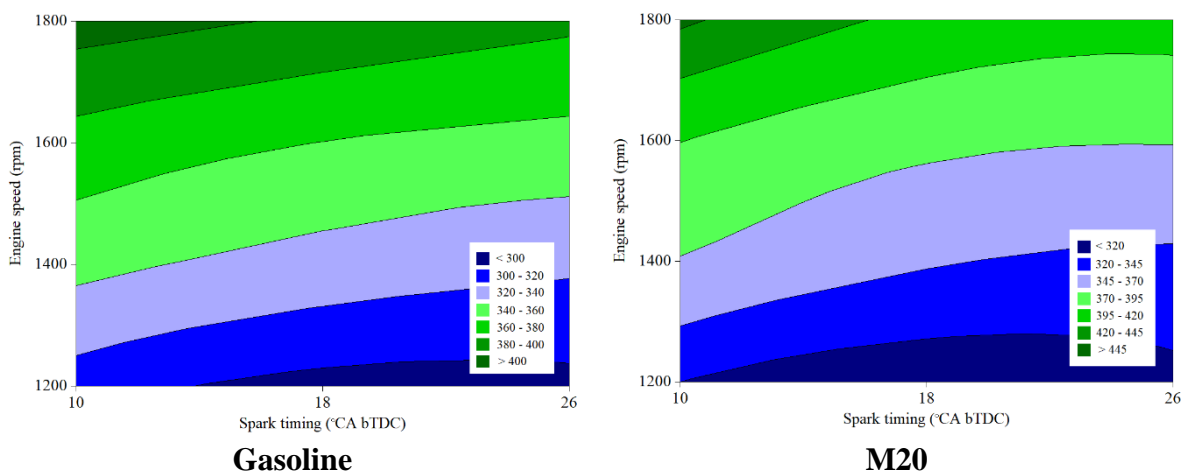 1800
1600
1400
1200
Engine speed (rpm)
< 300
300 - 320
320 - 340
340 - 360
360 - 380
380 - 400
> 400
10
18
26
Spark timing (°CA bTDC)
Gasoline
1800
1600
1400
1200
Engine speed (rpm)
< 320
320 - 345
345 - 370
370 - 395
395 - 420
420 - 445
> 445
10
18
26
Spark timing (°CA bTDC)
M20